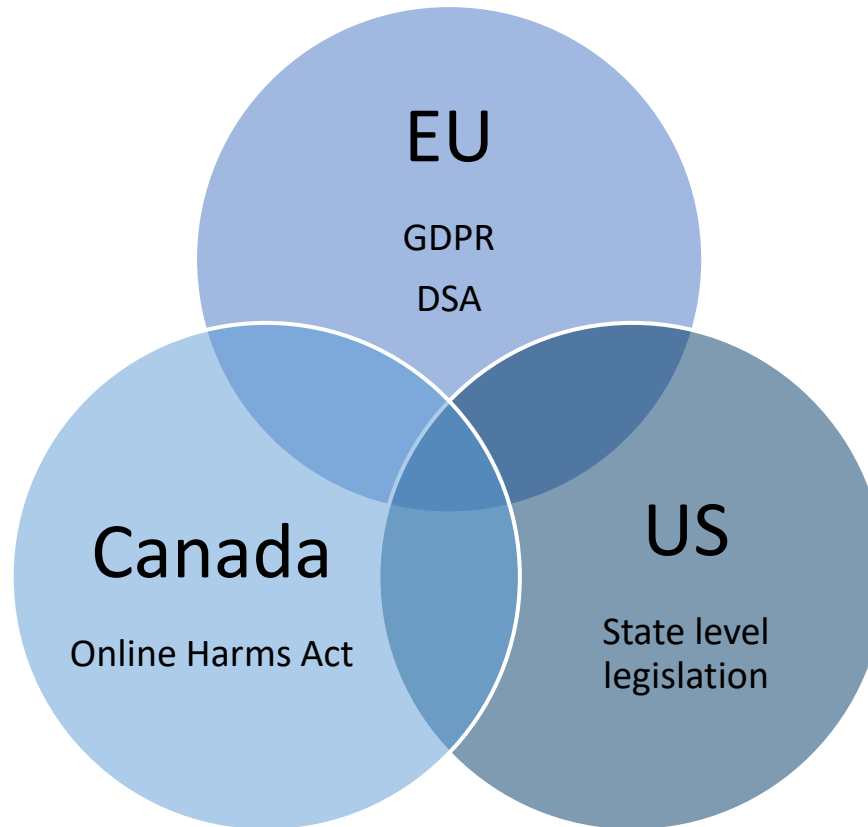 EU
GDPR
DSA
Canada
Online Harms Act
US
State level
legislation